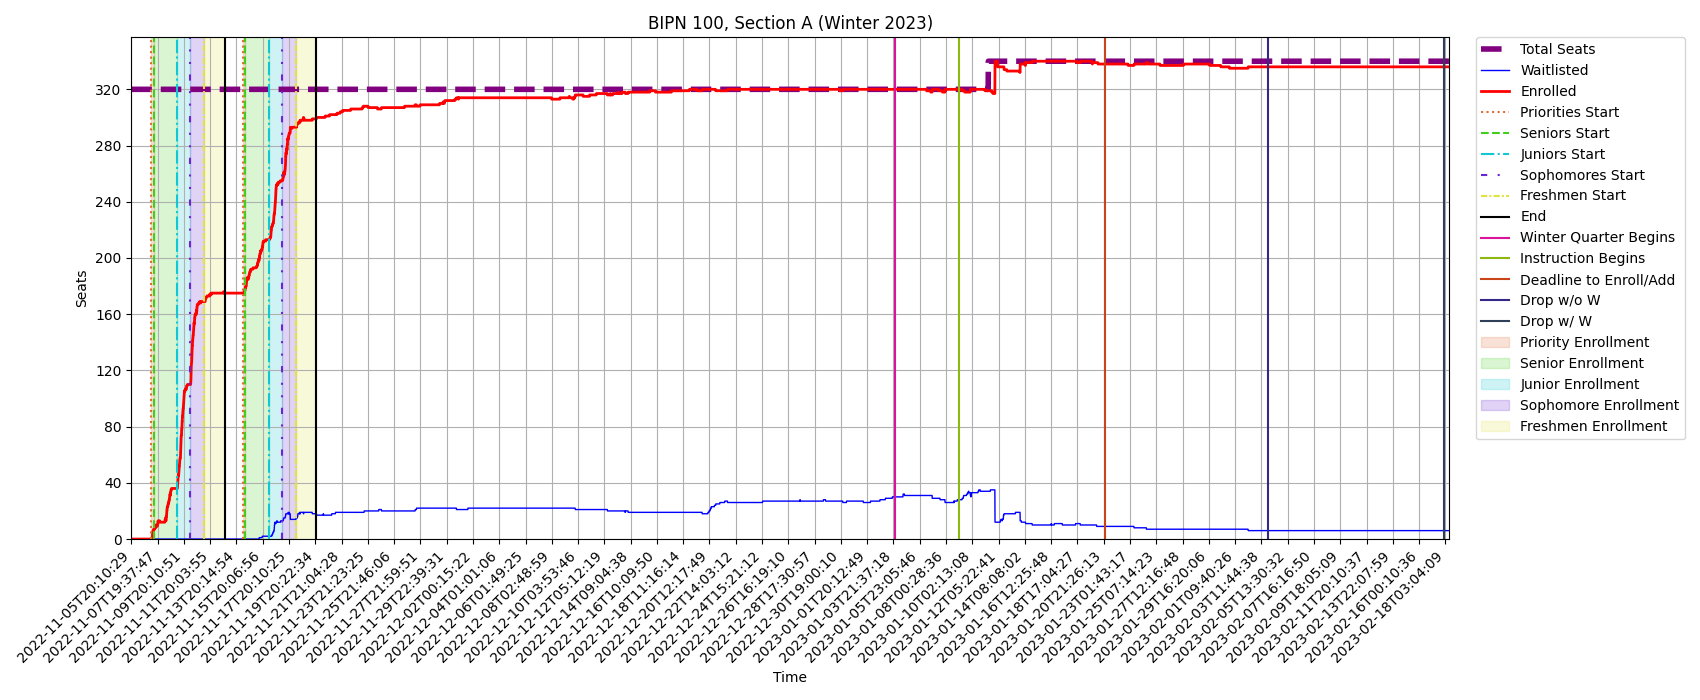 BIPN 100, Section A (Winter 2023)
Seats
320
280
240
200
160
120
80
40
0
2022-11-05T20:10:29
2022-11-07T19:37:47
2022-11-09T20:10:51
2022-11-11T20:03:55
2022-11-13T20:14:54
2022-11-15T20:06:50
2022-11-17T20:10:23
2022-11-19T20:22:34
2022-11-21T21:04:28
2022-11-23T21:23:25
2022-11-25T21:46:06
2022-11-27T21:59:51
2022-11-29T22:39:31
2022-12-02T00:15:22
2022-12-04T01:01:06
2022-12-06T01:49:25
2022-12-08T02:48:59
2022-12-10T03:53:46
2022-12-12T05:12:19
2022-12-14T09:04:38
2022-12-16T10:09:50
2022-12-18T11:16:14
2022-12-20T12:17:49
2022-12-22T14:03:12
2022-12-24T15:21:12
2022-12-26T16:19:10
2022-12-28T17:30:57
2022-12-30T19:00:10
2023-01-01T20:12:49
2023-01-03T21:37:18
2023-01-05T23:05:46
2023-01-08T00:28:36
2023-01-10T02:13:08
2023-01-12T05:22:41
2023-01-14T08:08:02
2023-01-16T12:25:48
2023-01-18T17:04:27
2023-01-20T21:26:13
2023-01-23T01:43:17
2023-01-25T07:14:23
2023-01-27T12:16:48
2023-01-29T16:20:06
2023-02-01T09:40:26
2023-02-03T11:44:38
2023-02-05T13:30:32
2023-02-07T16:16:50
2023-02-09T18:05:09
2023-02-11T20:10:37
2023-02-13T22:07:59
2023-02-16T00:10:36
2023-02-18T03:04:09
Time
Total Seats
Waitlisted
Enrolled
Priorities Start
Seniors Start
Juniors Start
Sophomores Start
Freshmen Start
End
Winter Quarter Begins
Instruction Begins
Deadline to Enroll/Add
Drop w/o W
Drop w/ W
Priority Enrollment
Senior Enrollment
Junior Enrollment
Sophomore Enrollment
Freshmen Enrollment